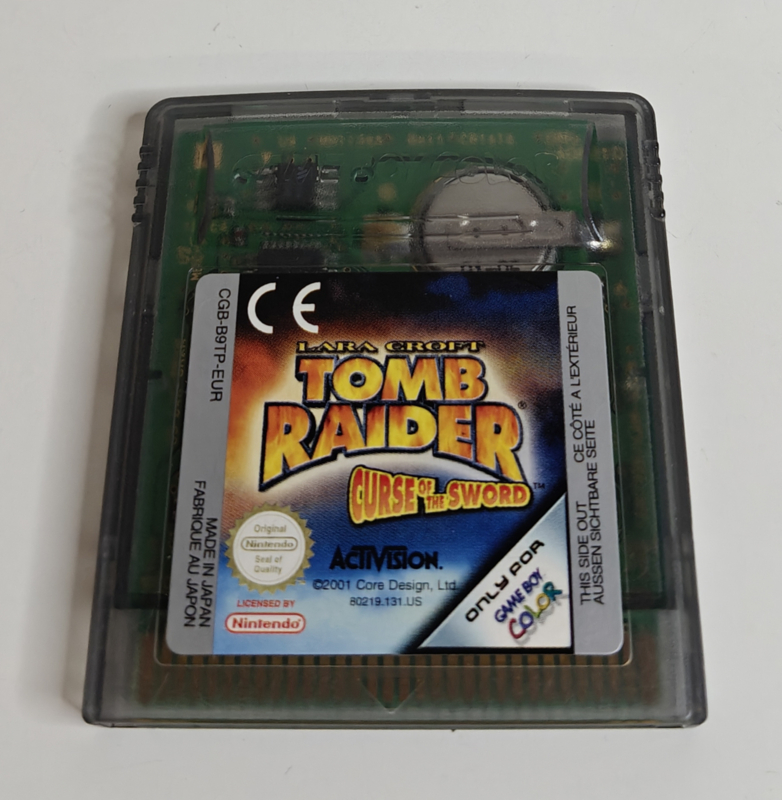 CGB-B9TP-EUR
CE
LARA CROFT
TOMB
RAIDER®
CURSE OF THE SWORD™
Original
Nintendo
Seal of
Quality
ACTIVISION.
©2001 Core Design, Ltd.
80219.131.US
LICENSED BY
Nintendo®
MADE IN JAPAN
FABRIQUE AU JAPON
ONLY FOR
GAME BOY
COLOR
THIS SIDE OUT CE CÔTÉ A L'EXTÉRIEUR
AUSSEN SICHTBARE SEITE